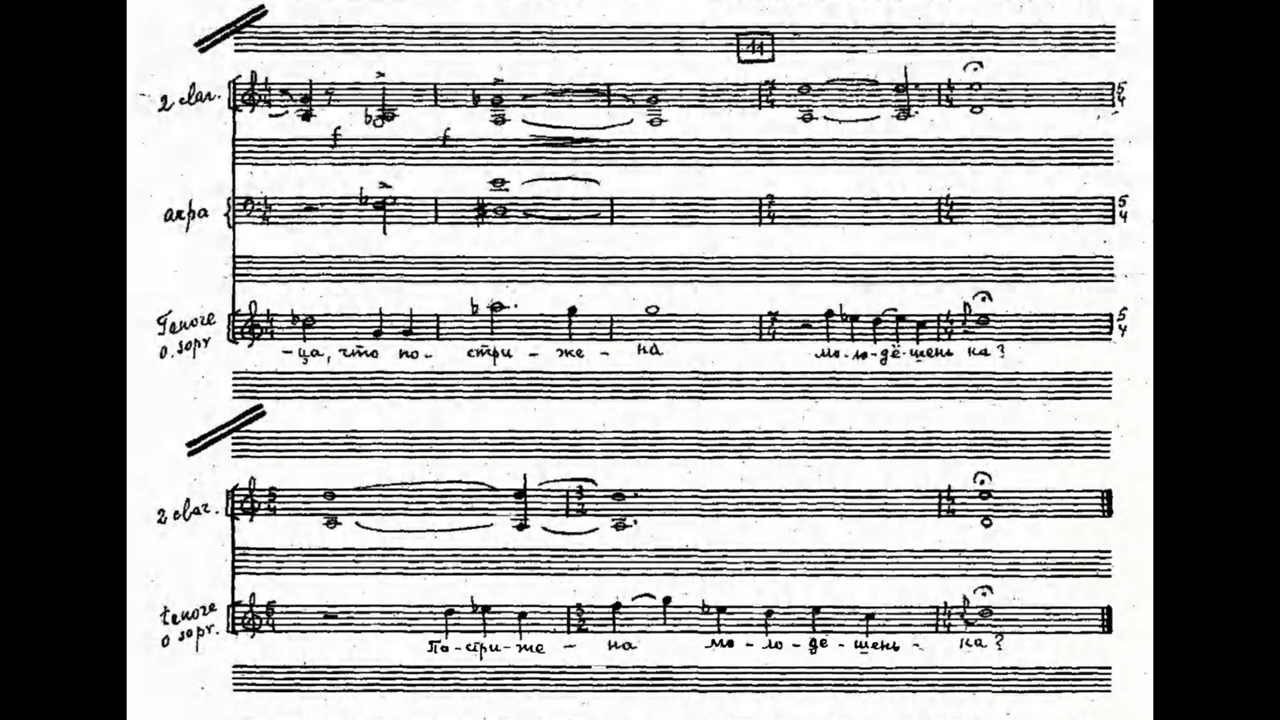 11
2 clar.
f f
arpa
Tenore
o. sopr
-ца, что по- стри - же - на мо-ло-дё-шень ка?
2 clar.
tenore
o sopr.
По-стри-же - на мо-ло-дё-шень - ка?